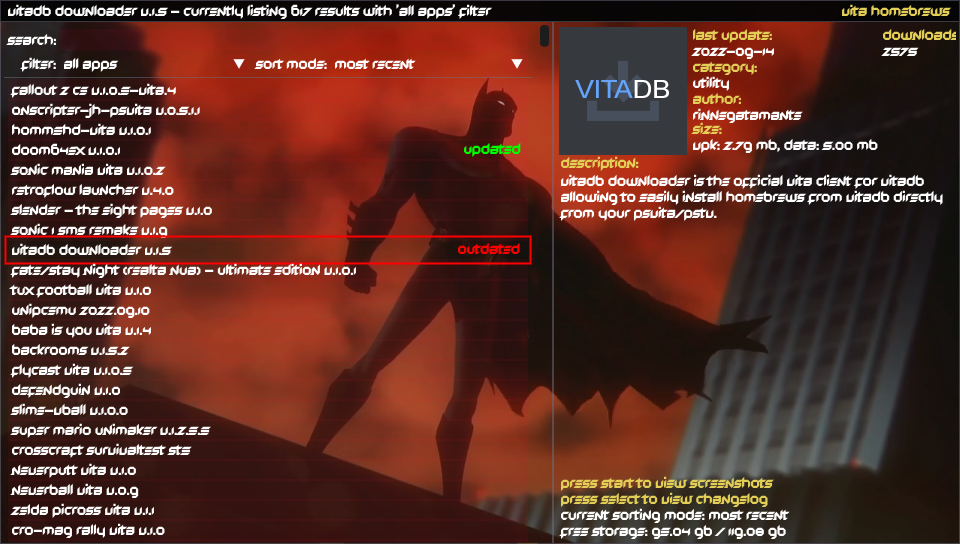 vitadb downloader v.1.5 - currently listing 617 results with 'all apps' filter
vita homebrews
search:
filter: all apps
sort mode: most recent
fallout 2 ce v.1.0.3-vita.4
onscripter-jh-psvita v.0.5.1.1
hommshd-vita v.1.0.1
doom64ex v.1.0.1 updated
sonic mania vita v.1.0.2
retroflow launcher v.4.0
slender - the eight pages v.1.0
sonic 1 sms remake v.1.9
vitadb downloader v.1.5 outdated
fate/stay night (realta nua) - ultimate edition v.1.0.1
tux football vita v.1.0
unipcemu 2022.09.10
baba is you vita v.1.4
backrooms v.1.5.2
flycast vita v.1.0.3
defendguin v.1.0
slime-vball v.1.0.0
super mario unimaker v.1.2.3.3
crosscraft survivaltest ste
neverputt vita v.1.0
neverball vita v.0.9
zelda picross vita v.1.1
cro-mag rally vita v.1.0
VITADB
last update:
2022-09-14
downloads
2575
category:
utility
author:
rinnegatamante
size:
vpk: 2.79 mb, data: 5.00 mb
description:
vitadb downloader is the official vita client for vitadb
allowing to easily install homebrews from vitadb directly
from your psvita/pstv.
press start to view screenshots
press select to view changelog
current sorting mode: most recent
free storage: 93.04 gb / 119.08 gb